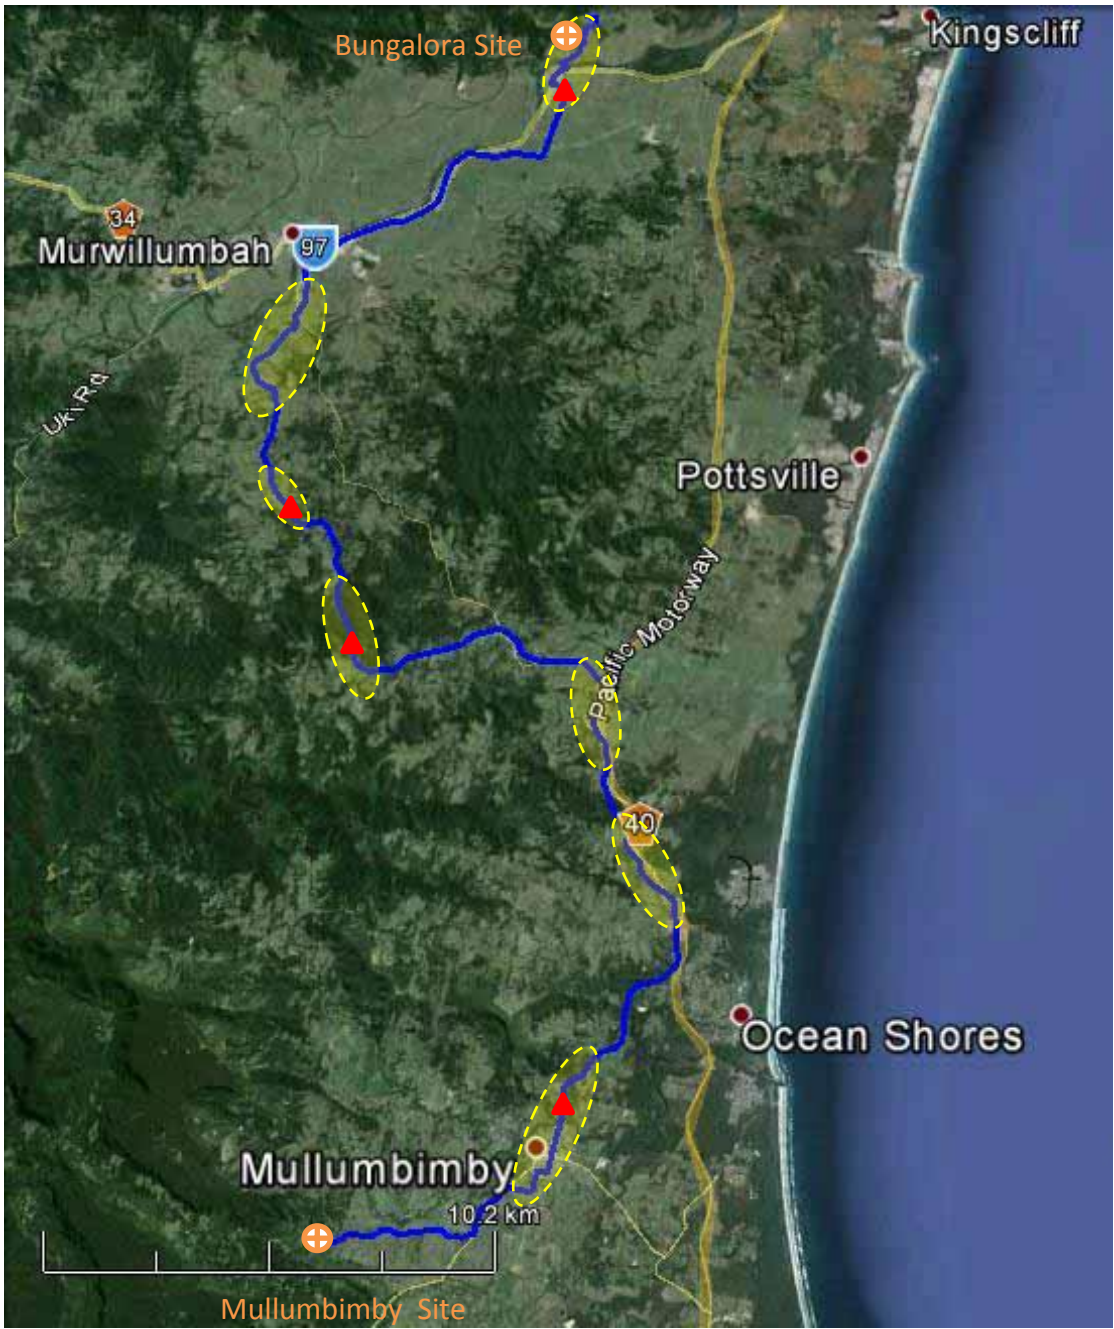 Kingscliff
Bungalora Site
34
Murwillumbah
97
Uki Rd
Pottsville
Pacific Motorway
40
Ocean Shores
Mullumbimby
10.2 km
Mullumbimby Site